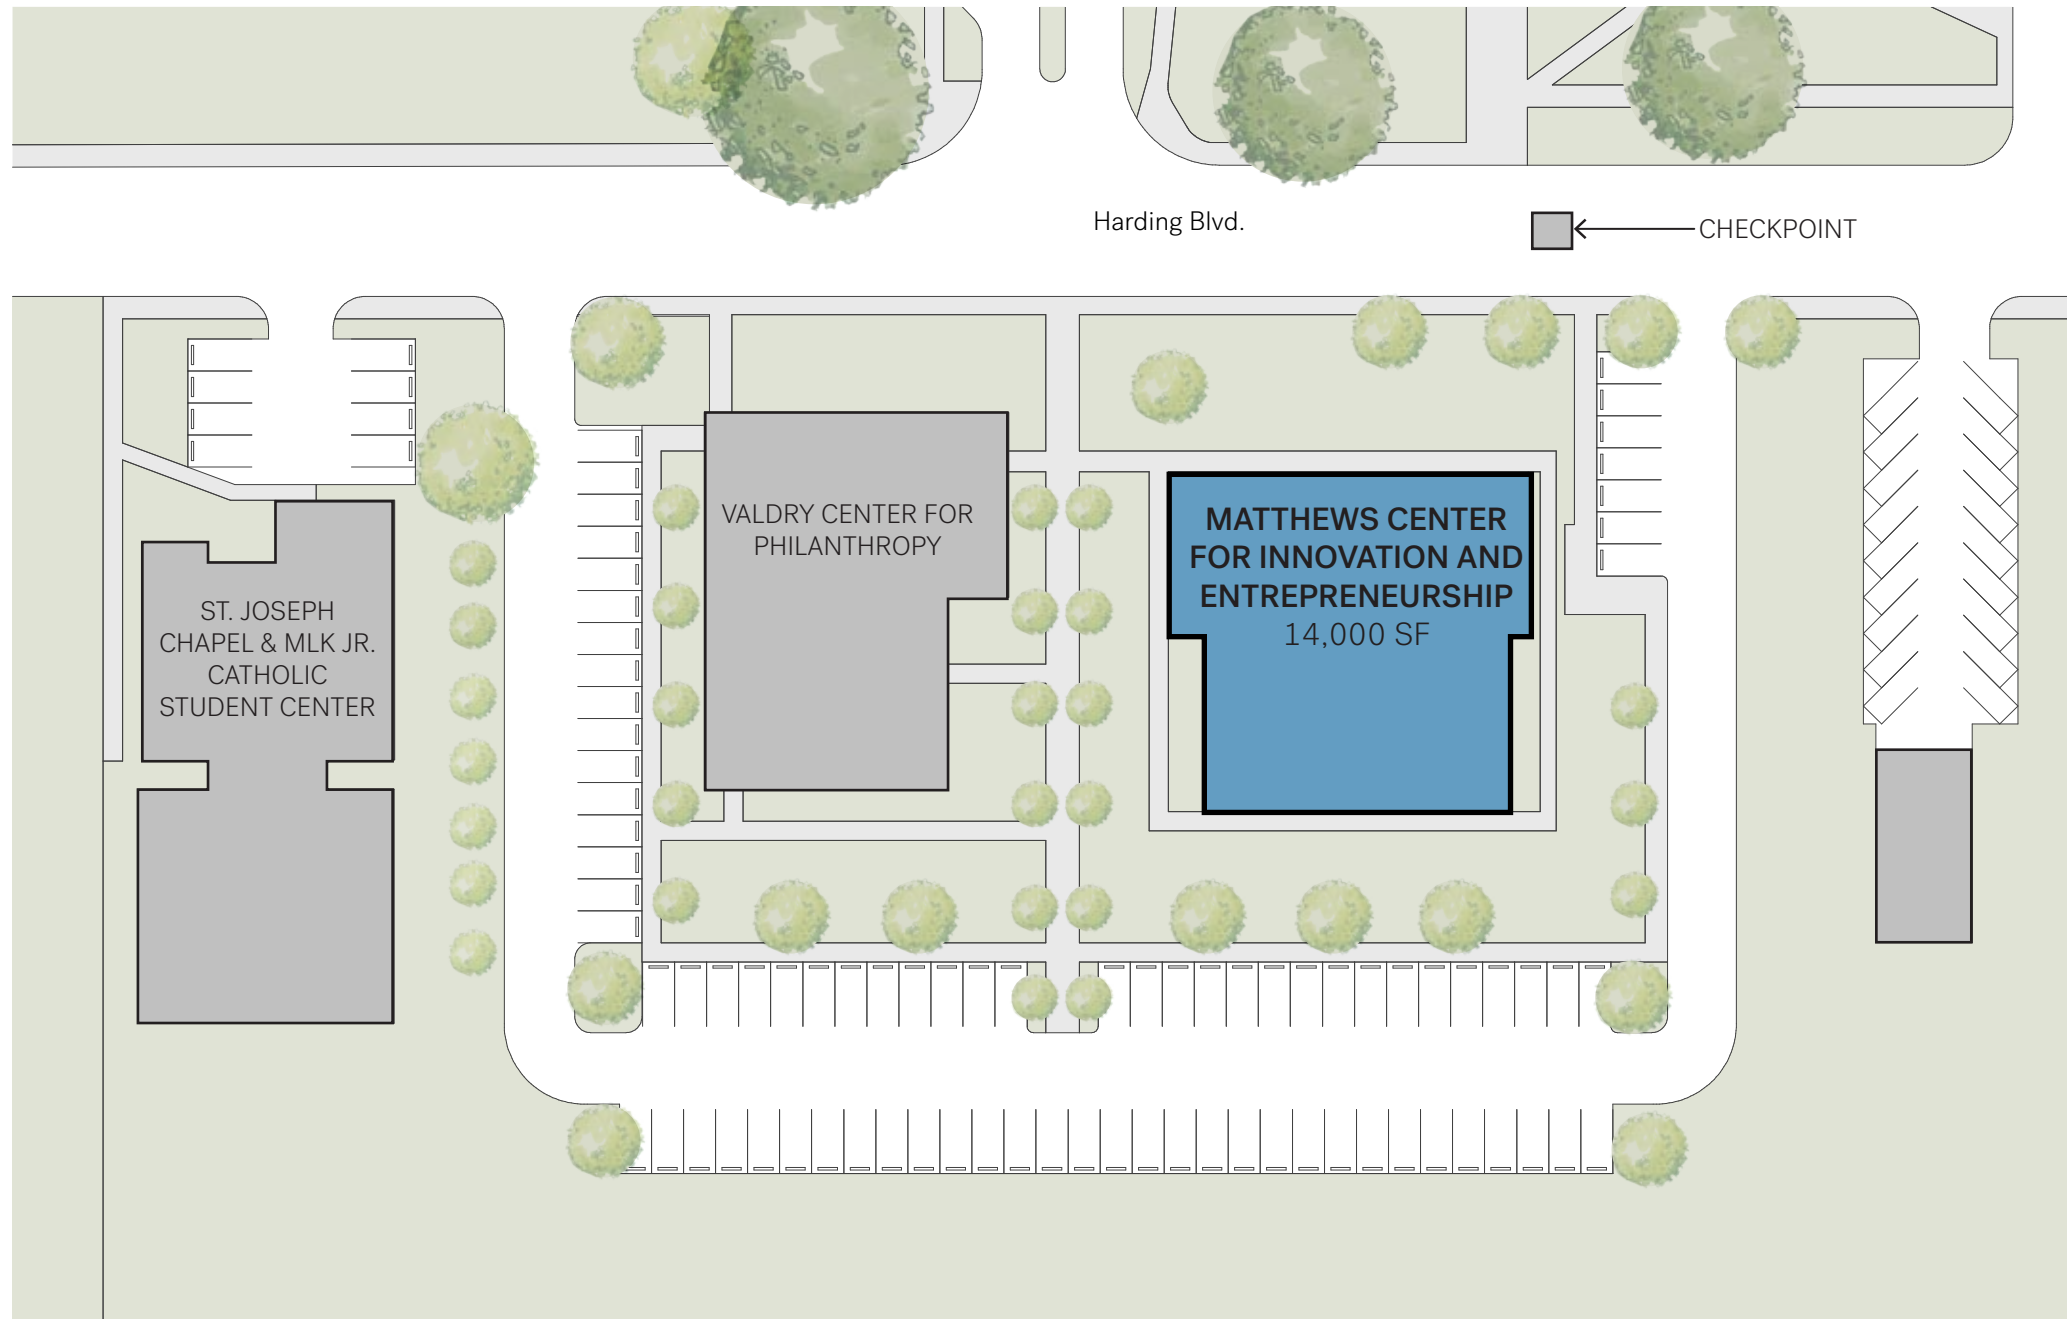 Harding Blvd.
CHECKPOINT
VALDRY CENTER FOR
PHILANTHROPY
MATTHEWS CENTER
FOR INNOVATION AND
ENTREPRENEURSHIP
14,000 SF
ST. JOSEPH
CHAPEL & MLK JR.
CATHOLIC
STUDENT CENTER